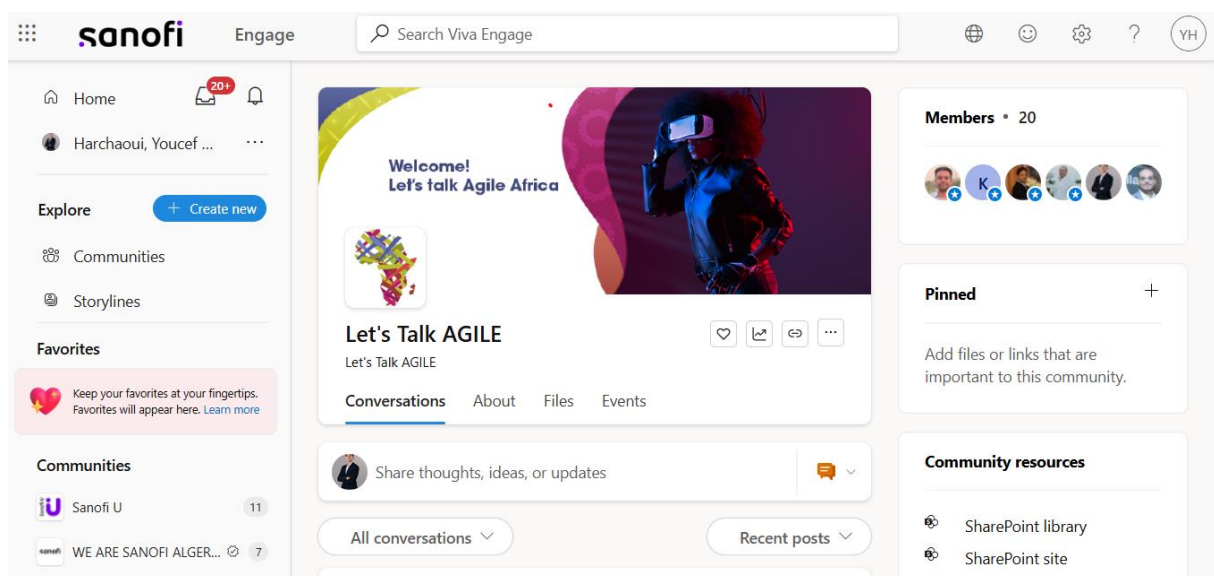 sanofi
Engage
Search Viva Engage
?
YH
Home
20+
Harchaoui, Youcef ...
Explore
+ Create new
Communities
Storylines
Favorites
Keep your favorites at your fingertips.
Favorites will appear here. Learn more
Communities
Sanofi U
11
WE ARE SANOFI ALGER...
7
Welcome!
Let's talk Agile Africa
Let's Talk AGILE
Let's Talk AGILE
Conversations About Files Events
Share thoughts, ideas, or updates
All conversations
Recent posts
Members • 20
K
Pinned
Add files or links that are
important to this community.
Community resources
SharePoint library
SharePoint site